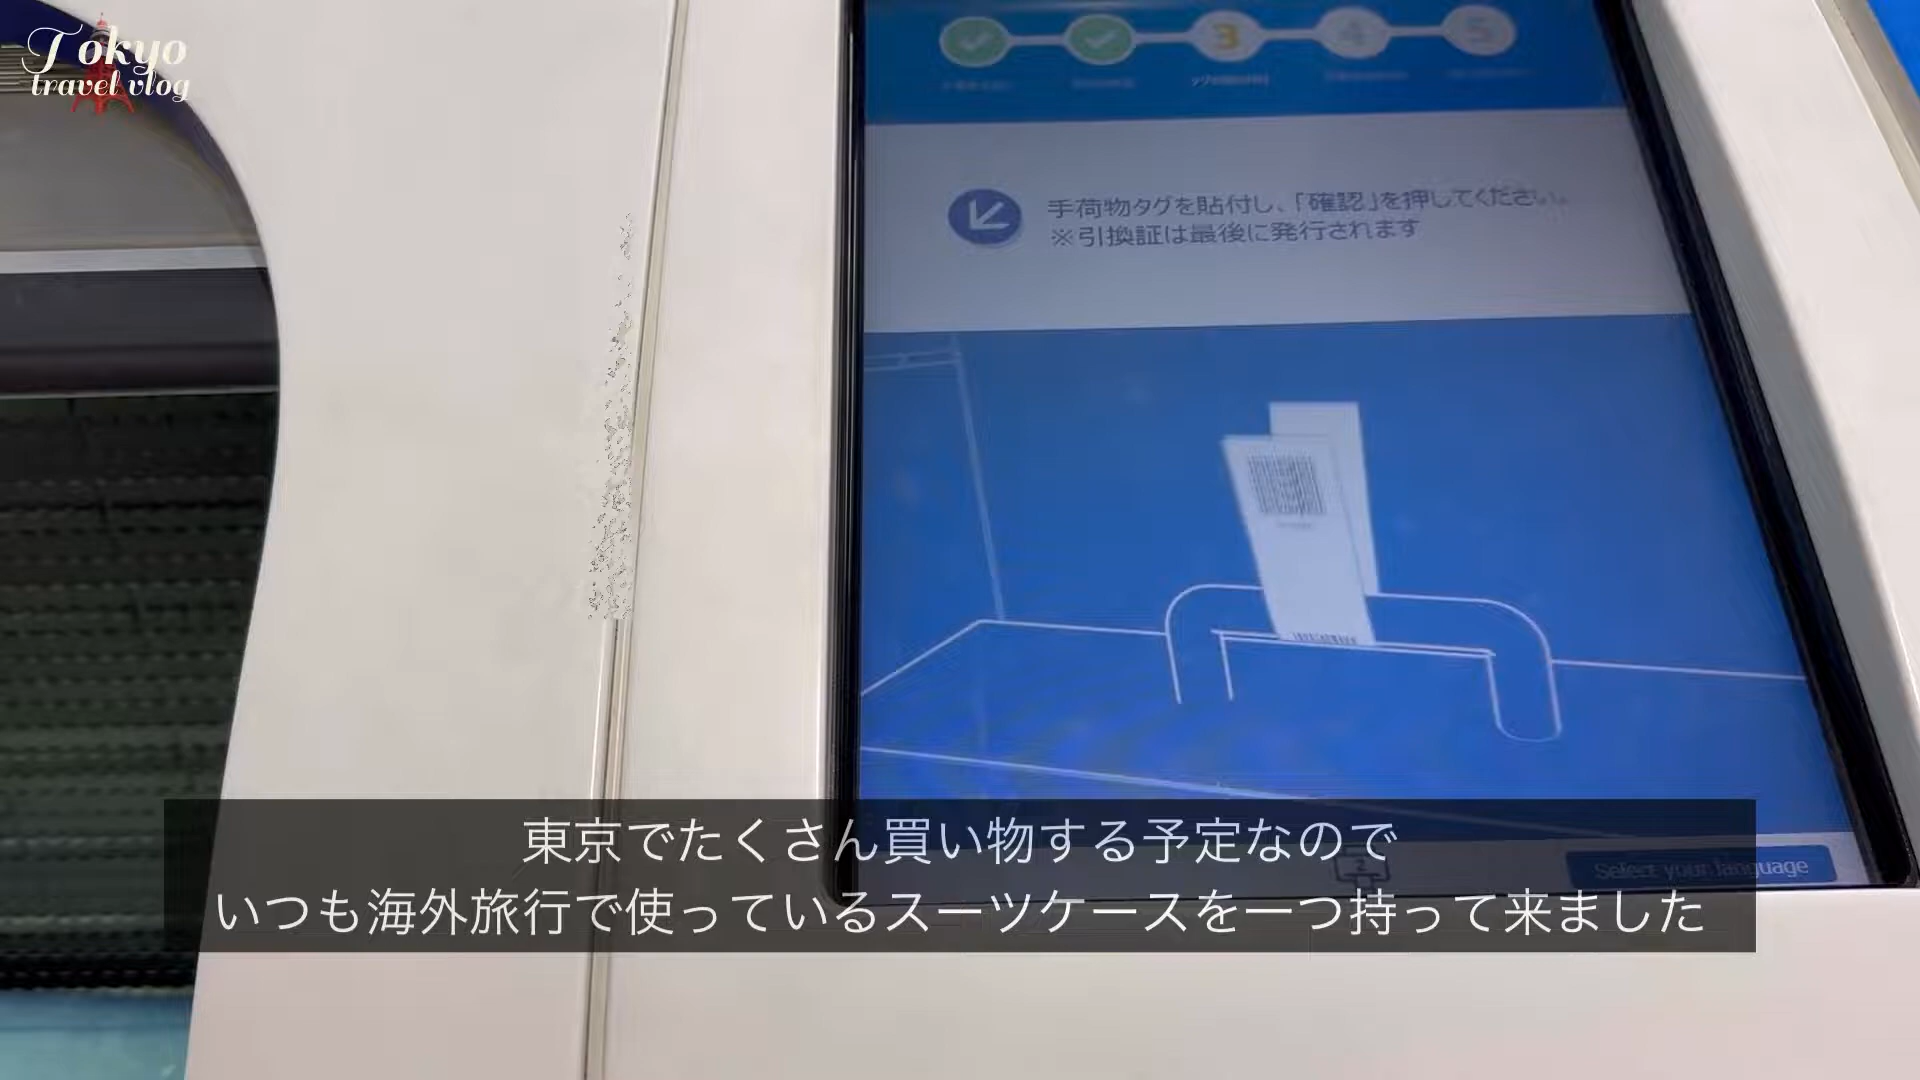 Tokyo
travel vlog
3
4
5
手荷物タグを貼付し、「確認」を押してください。
※引換証は最後に発行されます
東京でたくさん買い物する予定なので
2
Select your language
いつも海外旅行で使っているスーツケースを一つ持って来ました